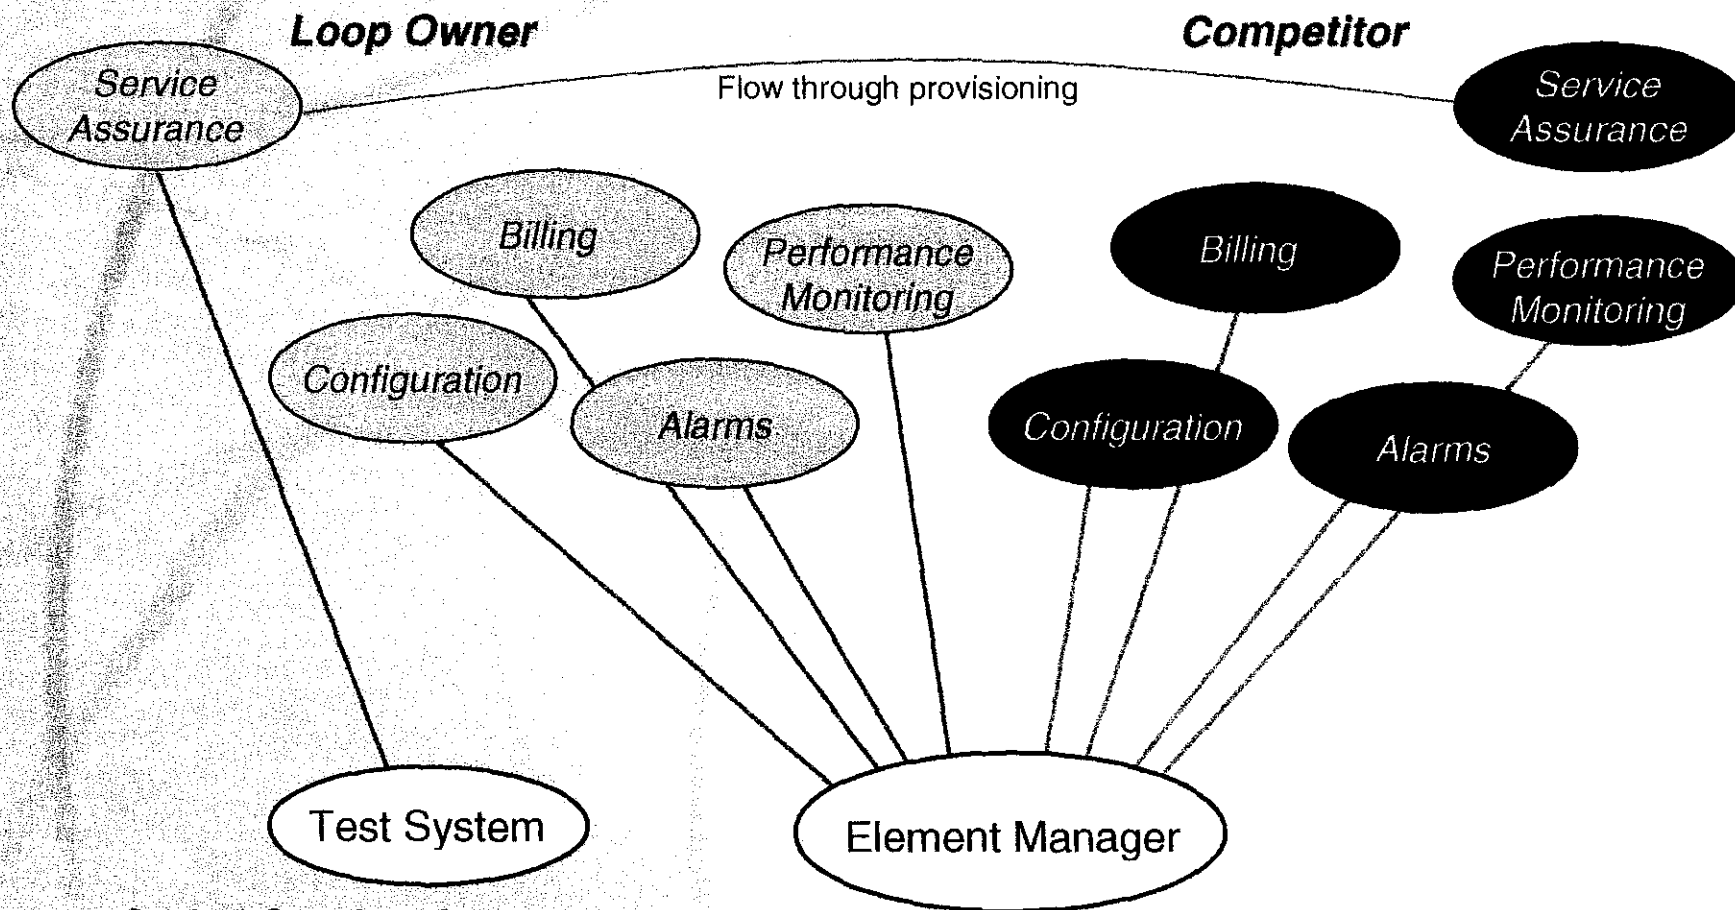 Loop Owner
Competitor
Service
Assurance
Flow through provisioning
Service
Assurance
Billing
Performance
Monitoring
Billing
Performance
Monitoring
Configuration
Alarms
Configuration
Alarms
Test System
Element Manager